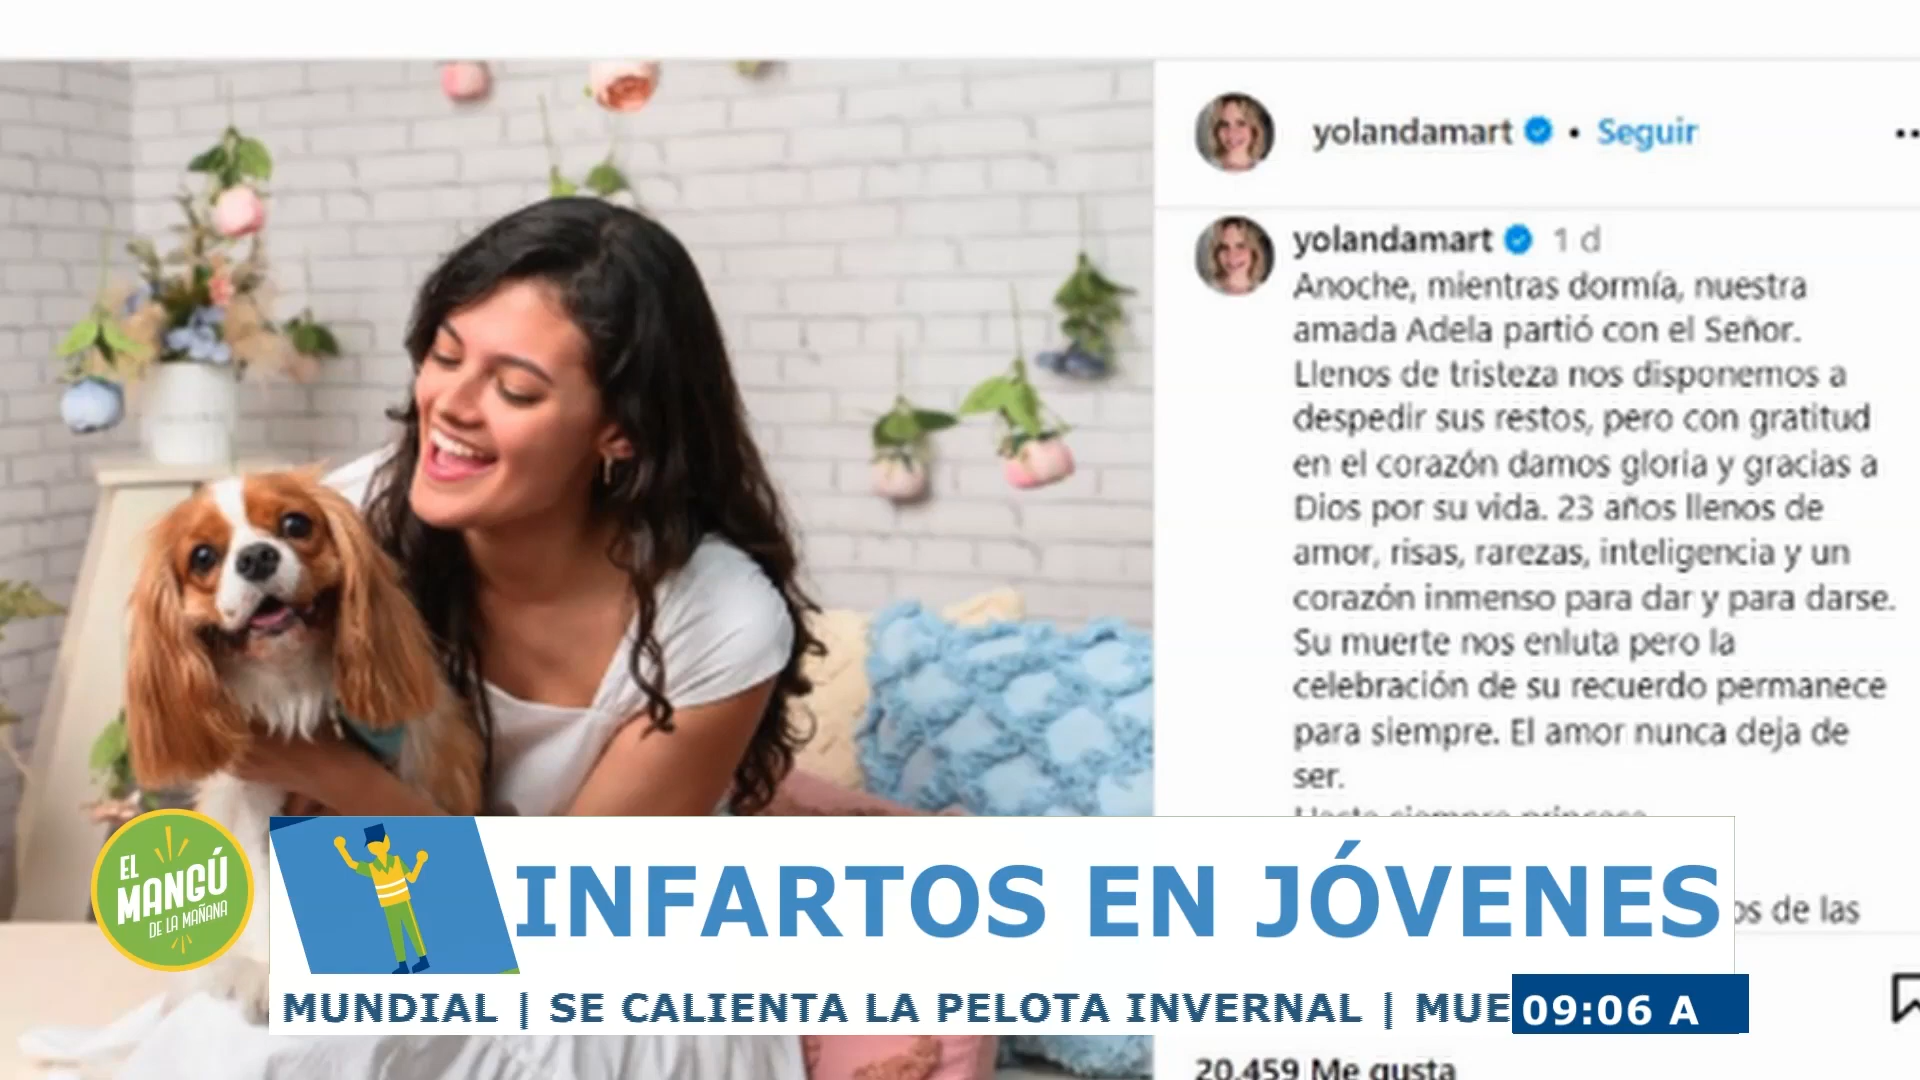 yolandamart • Seguir
yolandamart 1 d
Anoche, mientras dormía, nuestra
amada Adela partió con el Señor.
Llenos de tristeza nos disponemos a
despedir sus restos, pero con gratitud
en el corazón damos gloria y gracias a
Dios por su vida. 23 años llenos de
amor, risas, rarezas, inteligencia y un
corazón inmenso para dar y para darse.
Su muerte nos enluta pero la
celebración de su recuerdo permanece
para siempre. El amor nunca deja de
ser.
Hasta siempre princesa
os de las
20,459 Me gusta
EL
MANGÚ
DE LA MAÑANA
INFARTOS EN JÓVENES
MUNDIAL | SE CALIENTA LA PELOTA INVERNAL | MUE
09:06 A